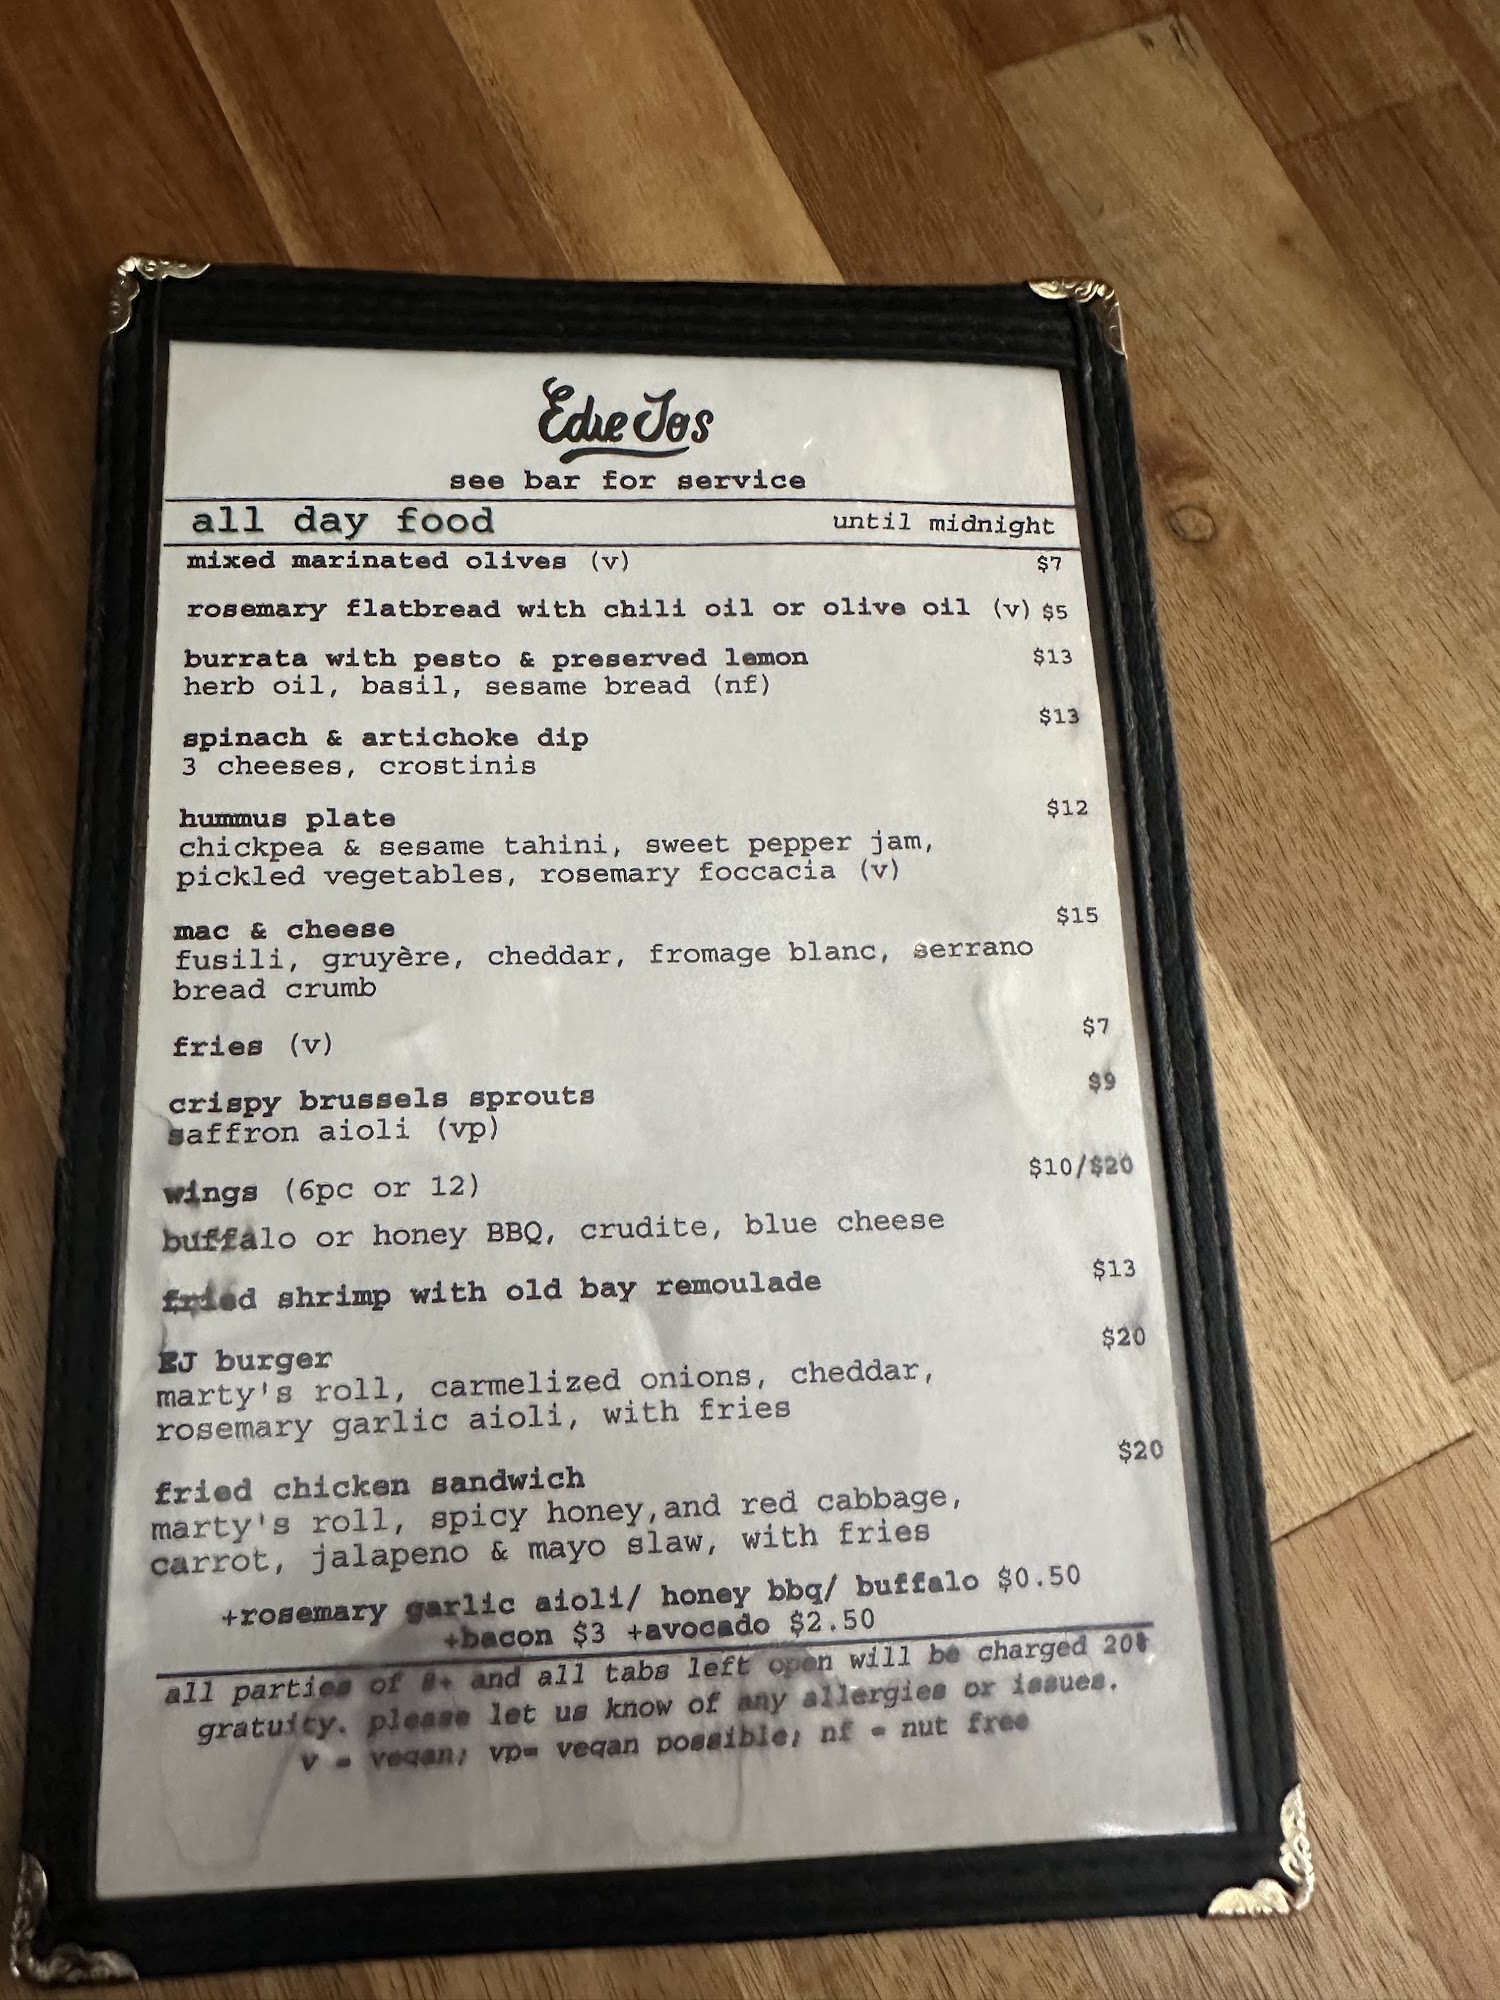 Edie Jos
see bar for service
all day food until midnight
mixed marinated olives (v) $7
rosemary flatbread with chili oil or olive oil (v) $5
burrata with pesto & preserved lemon $13
herb oil, basil, sesame bread (nf)
spinach & artichoke dip $13
3 cheeses, crostinis
hummus plate $12
chickpea & sesame tahini, sweet pepper jam,
pickled vegetables, rosemary foccacia (v)
mac & cheese $15
fusili, gruyère, cheddar, fromage blanc, serrano
bread crumb
fries (v) $7
crispy brussels sprouts $9
saffron aioli (vp)
wings (6pc or 12) $10/$20
buffalo or honey BBQ, crudite, blue cheese
fried shrimp with old bay remoulade $13
EJ burger $20
marty's roll, carmelized onions, cheddar,
rosemary garlic aioli, with fries
fried chicken sandwich $20
marty's roll, spicy honey,and red cabbage,
carrot, jalapeno & mayo slaw, with fries
+rosemary garlic aioli/ honey bbq/ buffalo $0.50
+bacon $3 +avocado $2.50
all parties of and all tabs left open will be charged 20%
gratuity. please let us know of any allergies or issues.
v = vegan; vp= vegan possible; nf = nut free